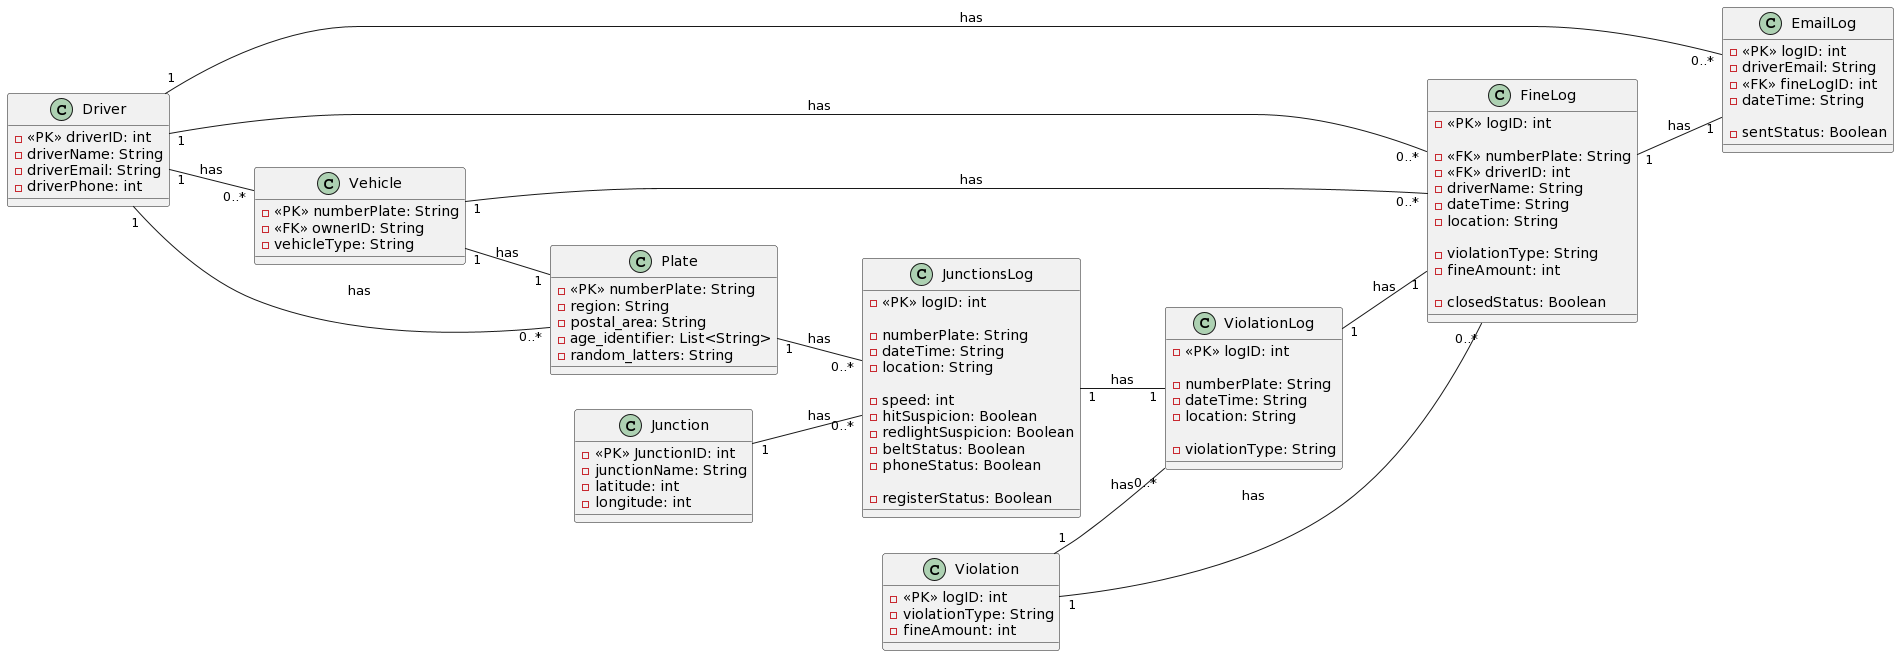 has
1
0..*
C EmailLog
«PK» logID: int
driverEmail: String
«FK» fineLogID: int
dateTime: String
sentStatus: Boolean
C Driver
«PK» driverID: int
driverName: String
driverEmail: String
driverPhone: int
has
1
0..*
C FineLog
«PK» logID: int
«FK» numberPlate: String
«FK» driverID: int
driverName: String
dateTime: String
location: String
violationType: String
fineAmount: int
closedStatus: Boolean
has
1
1
has
1
0..*
C Vehicle
«PK» numberPlate: String
«FK» ownerID: String
vehicleType: String
has
1
0..*
has
1
1
has
1
0..*
C Plate
«PK» numberPlate: String
region: String
postal_area: String
age_identifier: List<String>
random_latters: String
has
1
0..*
C JunctionsLog
«PK» logID: int
numberPlate: String
dateTime: String
location: String
speed: int
hitSuspicion: Boolean
redlightSuspicion: Boolean
beltStatus: Boolean
phoneStatus: Boolean
registerStatus: Boolean
C Junction
«PK» JunctionID: int
junctionName: String
latitude: int
longitude: int
has
1
0..*
has
1
1
C ViolationLog
«PK» logID: int
numberPlate: String
dateTime: String
location: String
violationType: String
has
1
1
has
1
0..*
has
1
0..*
C Violation
«PK» logID: int
violationType: String
fineAmount: int